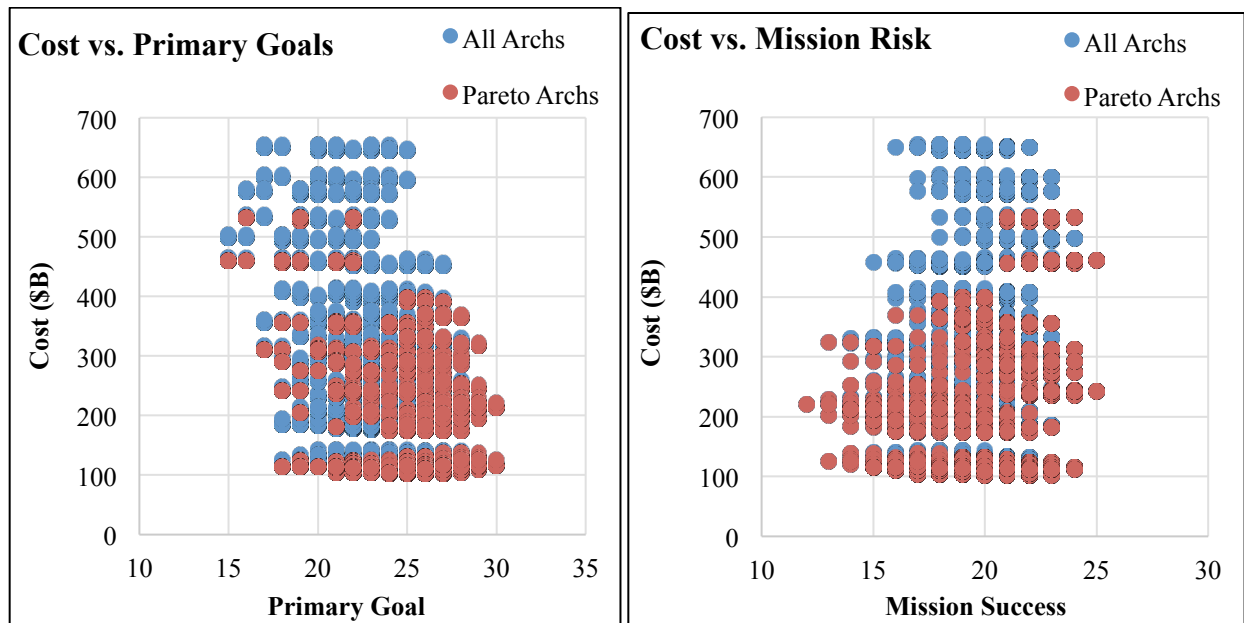 Cost vs. Primary Goals
All Archs
Pareto Archs
700
600
500
400
300
200
100
0
10
15
20
25
30
Cost ($B)
Primary Goal
Cost vs. Mission Risk
All Archs
Pareto Archs
700
600
500
400
300
200
100
0
10
15
20
25
30
Cost ($B)
Mission Success